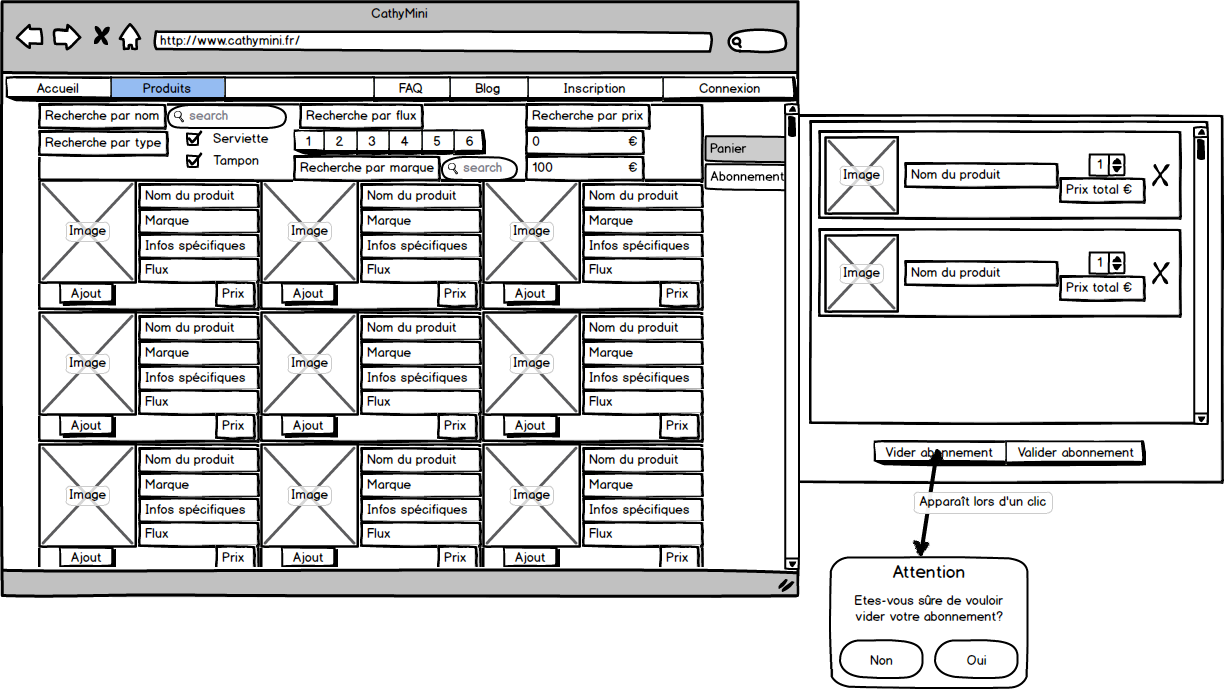 CathyMini
http://www.cathymini.fr/
Accueil Produits FAQ Blog Inscription Connexion
Recherche par nom search Recherche par flux Recherche par prix
Recherche par type Serviette 1 2 3 4 5 6 0 €
Tampon Recherche par marque search 100 €
Panier
Abonnement
Image Nom du produit Image Nom du produit Image Nom du produit
Marque Marque Marque
Infos spécifiques Infos spécifiques Infos spécifiques
Flux Flux Flux
Ajout Prix Ajout Prix Ajout Prix
Image Nom du produit Image Nom du produit Image Nom du produit
Marque Marque Marque
Infos spécifiques Infos spécifiques Infos spécifiques
Flux Flux Flux
Ajout Prix Ajout Prix Ajout Prix
Image Nom du produit Image Nom du produit Image Nom du produit
Marque Marque Marque
Infos spécifiques Infos spécifiques Infos spécifiques
Flux Flux Flux
Ajout Prix Ajout Prix Ajout Prix
Image Nom du produit 1 X
Prix total €
Image Nom du produit 1 X
Prix total €
Vider abonnement Valider abonnement
Apparaît lors d'un clic
Attention
Etes-vous sûre de vouloir
vider votre abonnement?
Non Oui